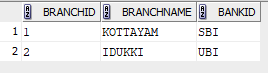 BRANCHID BRANCHNAME BANKID
1 1 KOTTAYAM SBI
2 2 IDUKKI UBI